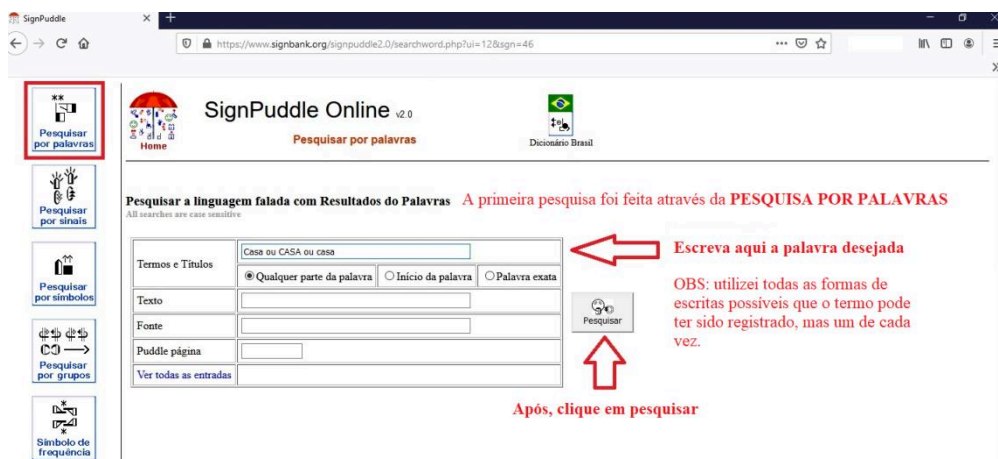 SignPuddle
https://www.signbank.org/signpuddle2.0/searchword.php?ui=12&sgn=46
Pesquisar
por palavras
Pesquisar
por sinais
Pesquisar
por símbolos
Pesquisar
por grupos
Símbolo de
frequência
Home
SignPuddle Online v2.0
Pesquisar por palavras
Dicionário Brasil
Pesquisar a linguagem falada com Resultados do Palavras
All searches are case sensitive
A primeira pesquisa foi feita através da PESQUISA POR PALAVRAS
Termos e Títulos
Casa ou CASA ou casa
Qualquer parte da palavra
Início da palavra
Palavra exata
Texto
Fonte
Puddle página
Ver todas as entradas
Pesquisar
Escreva aqui a palavra desejada
OBS: utilizei todas as formas de
escritas possíveis que o termo pode
ter sido registrado, mas um de cada
vez.
Após, clique em pesquisar